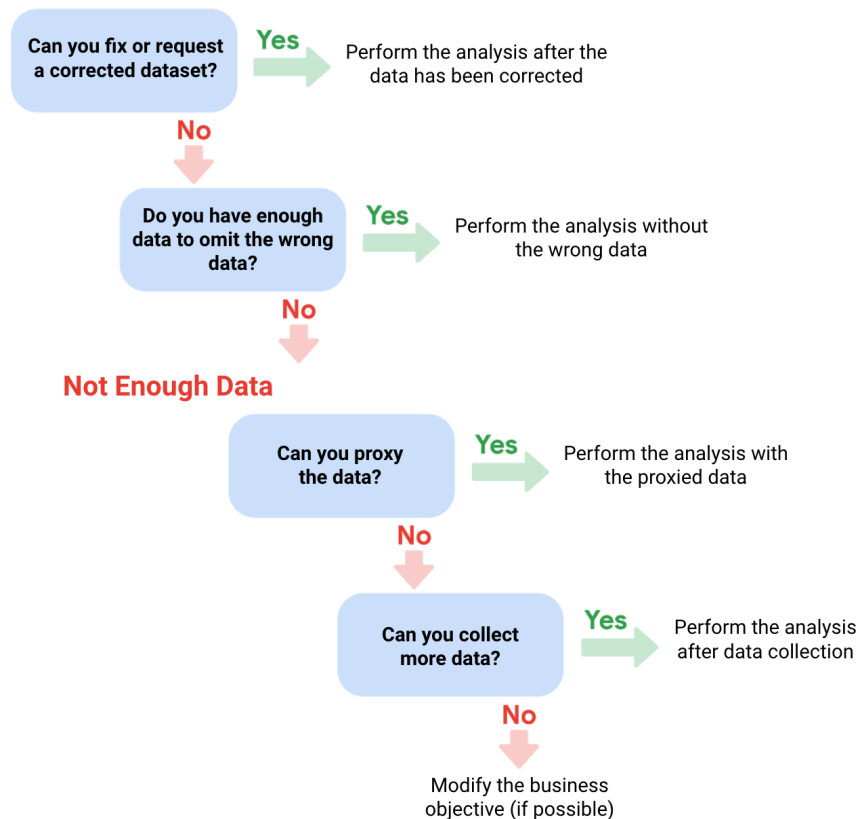 Can you fix or request
a corrected dataset?
Yes
Perform the analysis after the
data has been corrected
No
Do you have enough
data to omit the wrong
data?
Yes
Perform the analysis without
the wrong data
No
Not Enough Data
Can you proxy
the data?
Yes
Perform the analysis with
the proxied data
No
Can you collect
more data?
Yes
Perform the analysis
after data collection
No
Modify the business
objective (if possible)